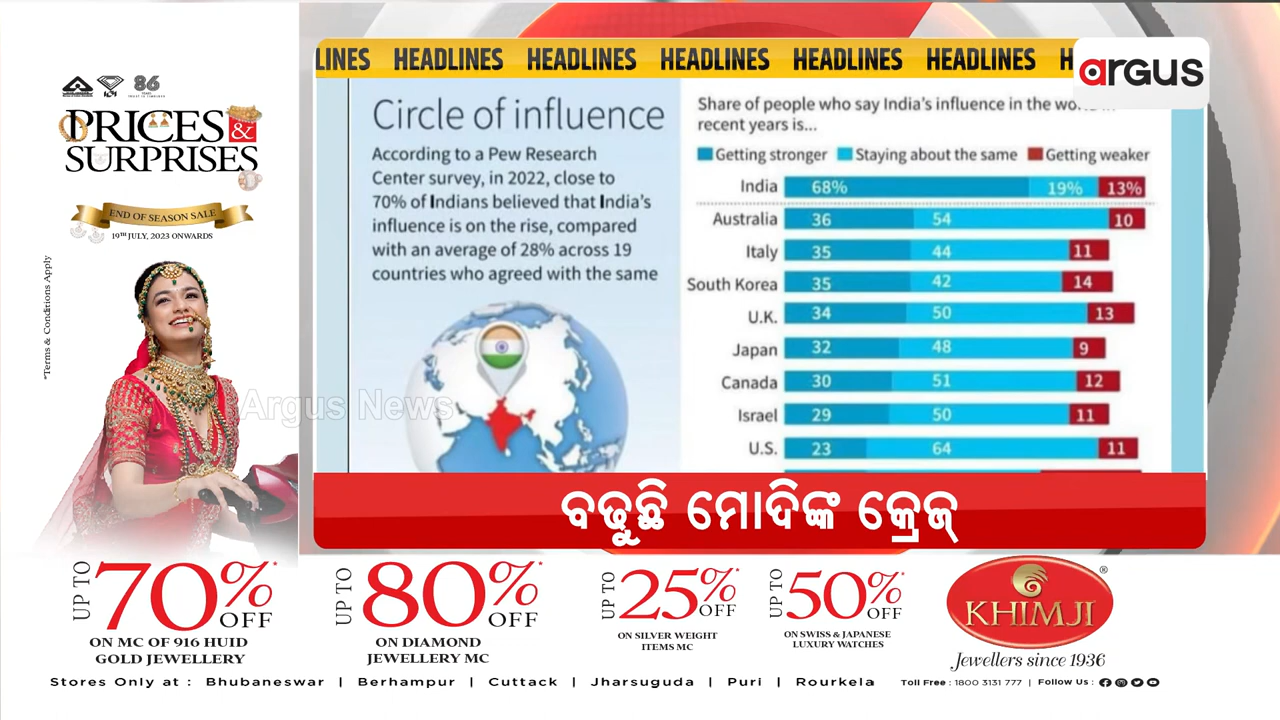 86
PRICES &
SURPRISES
END OF SEASON SALE
19TH JULY, 2023 ONWARDS
*Terms & Conditions Apply
LINES HEADLINES HEADLINES HEADLINES HEADLINES HEADLINES H
argus
Circle of influence
According to a Pew Research
Center survey, in 2022, close to
70% of Indians believed that India's
influence is on the rise, compared
with an average of 28% across 19
countries who agreed with the same
Share of people who say India's influence in the world in
recent years is...
Getting stronger Staying about the same Getting weaker
India 68% 19% 13%
Australia 36 54 10
Italy 35 44 11
South Korea 35 42 14
U.K. 34 50 13
Japan 32 48 9
Canada 30 51 12
Israel 29 50 11
U.S. 23 64 11
Argus News
ବଢୁଛି ମୋଦିଙ୍କ କ୍ରେଜ୍
UP TO 70%* OFF
ON MC OF 916 HUID
GOLD JEWELLERY
UP TO 80%* OFF
ON DIAMOND
JEWELLERY MC
UP TO 25%* OFF
ON SILVER WEIGHT
ITEMS MC
UP TO 50%* OFF
ON SWISS & JAPANESE
LUXURY WATCHES
KHIMJI ®
Jewellers since 1936
Stores Only at : Bhubaneswar | Berhampur | Cuttack | Jharsuguda | Puri | Rourkela Toll Free : 1800 3131 777 | Follow Us :